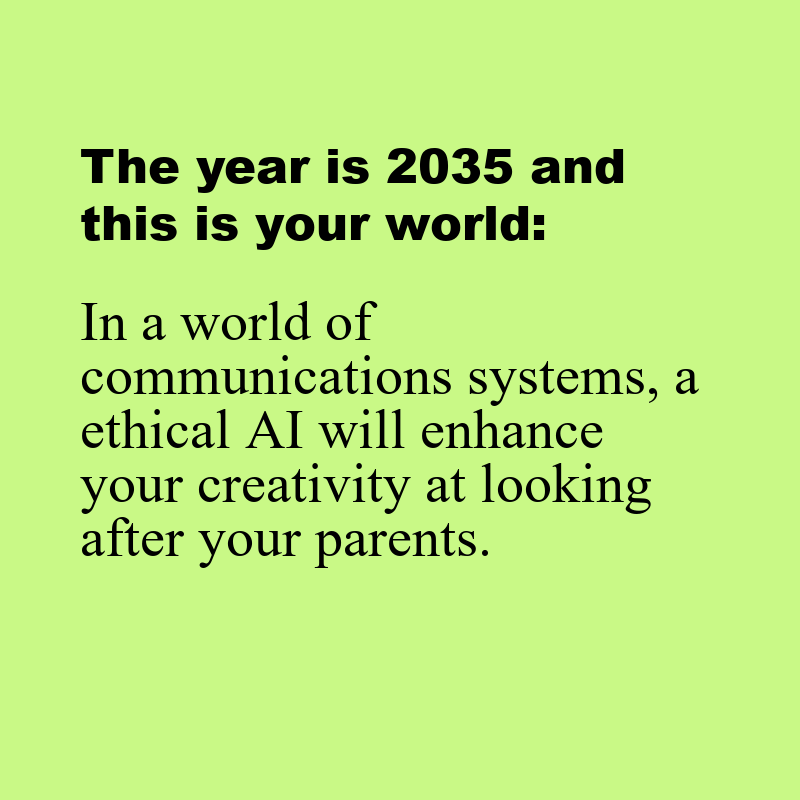 The year is 2035 and
this is your world:
In a world of
communications systems, a
ethical AI will enhance
your creativity at looking
after your parents.